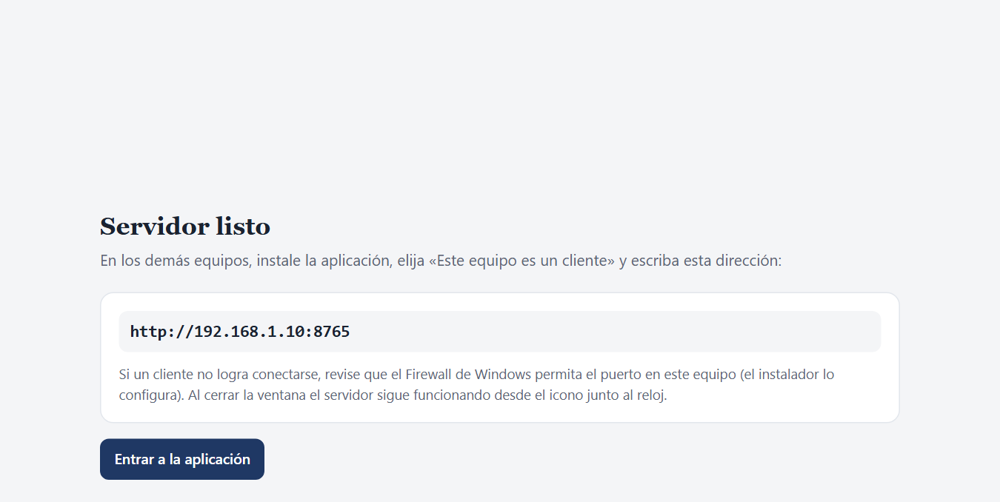 Servidor listo
En los demás equipos, instale la aplicación, elija «Este equipo es un cliente» y escriba esta dirección:
http://192.168.1.10:8765
Si un cliente no logra conectarse, revise que el Firewall de Windows permita el puerto en este equipo (el instalador lo
configura). Al cerrar la ventana el servidor sigue funcionando desde el icono junto al reloj.
Entrar a la aplicación